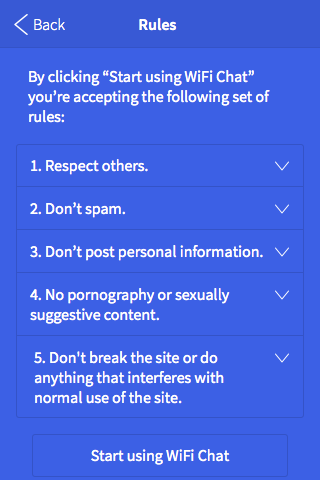 Back
Rules
By clicking “Start using WiFi Chat”
you’re accepting the following set of
rules:
1. Respect others.
2. Don’t spam.
3. Don’t post personal information.
4. No pornography or sexually
suggestive content.
5. Don't break the site or do
anything that interferes with
normal use of the site.
Start using WiFi Chat